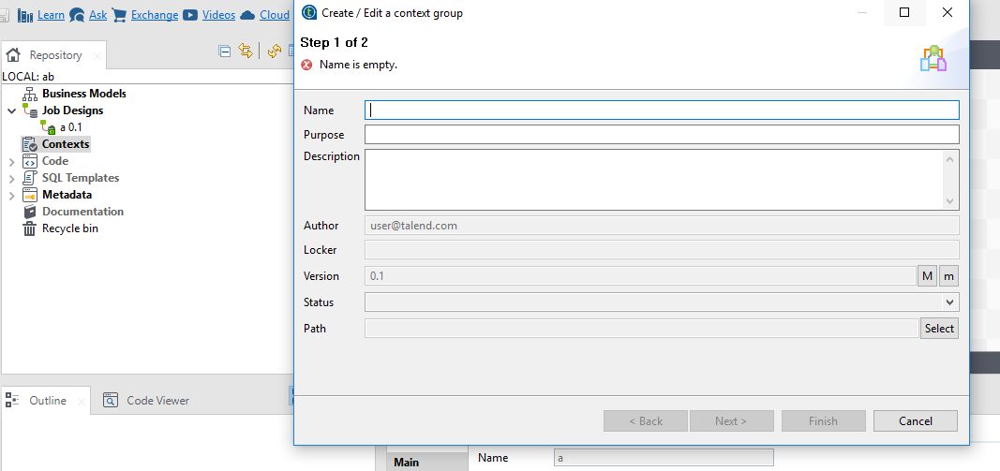 Learn Ask Exchange Videos Cloud
Repository
LOCAL: ab
Business Models
Job Designs
a 0.1
Contexts
Code
SQL Templates
Metadata
Documentation
Recycle bin
Outline Code Viewer
Create / Edit a context group
Step 1 of 2
Name is empty.
Name
Purpose
Description
Author user@talend.com
Locker
Version 0.1 M m
Status
Path Select
< Back Next > Finish Cancel
Main Name a